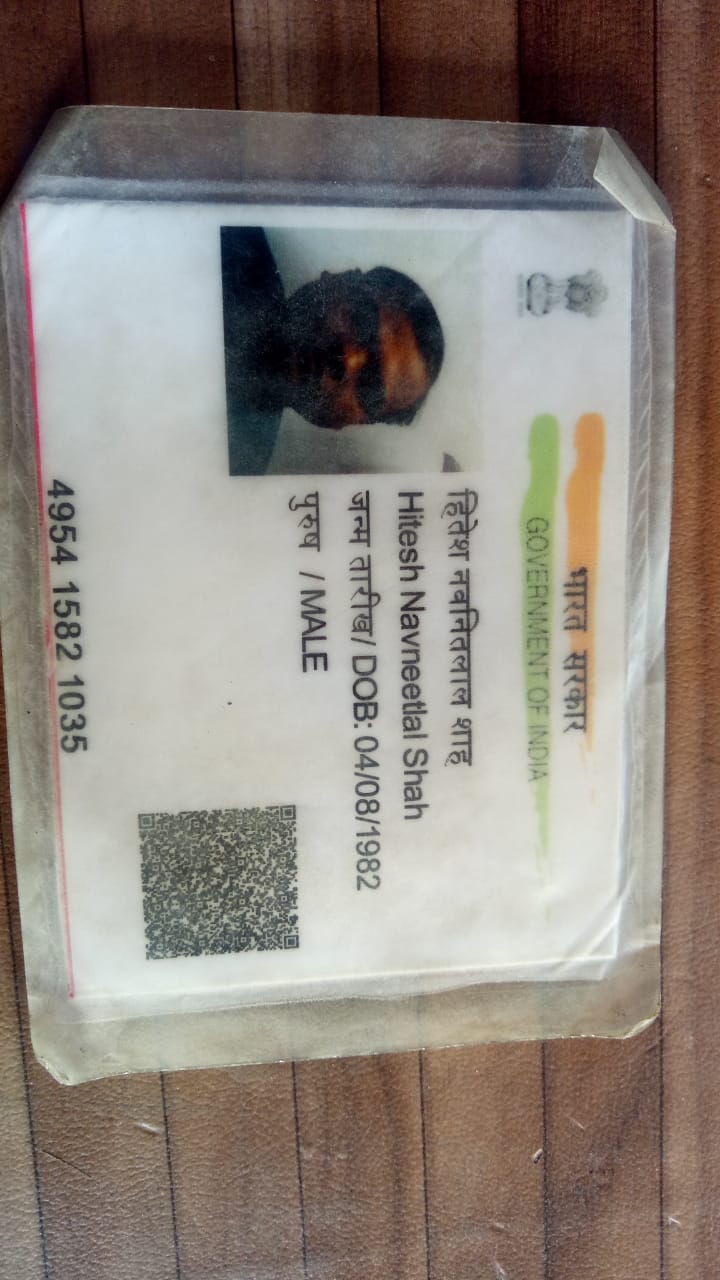 भारत सरकार
GOVERNMENT OF INDIA
हितेश नवनितलाल शाह
Hitesh Navneetlal Shah
जन्म तारीख/ DOB: 04/08/1982
पुरुष / MALE
4954 1582 1035